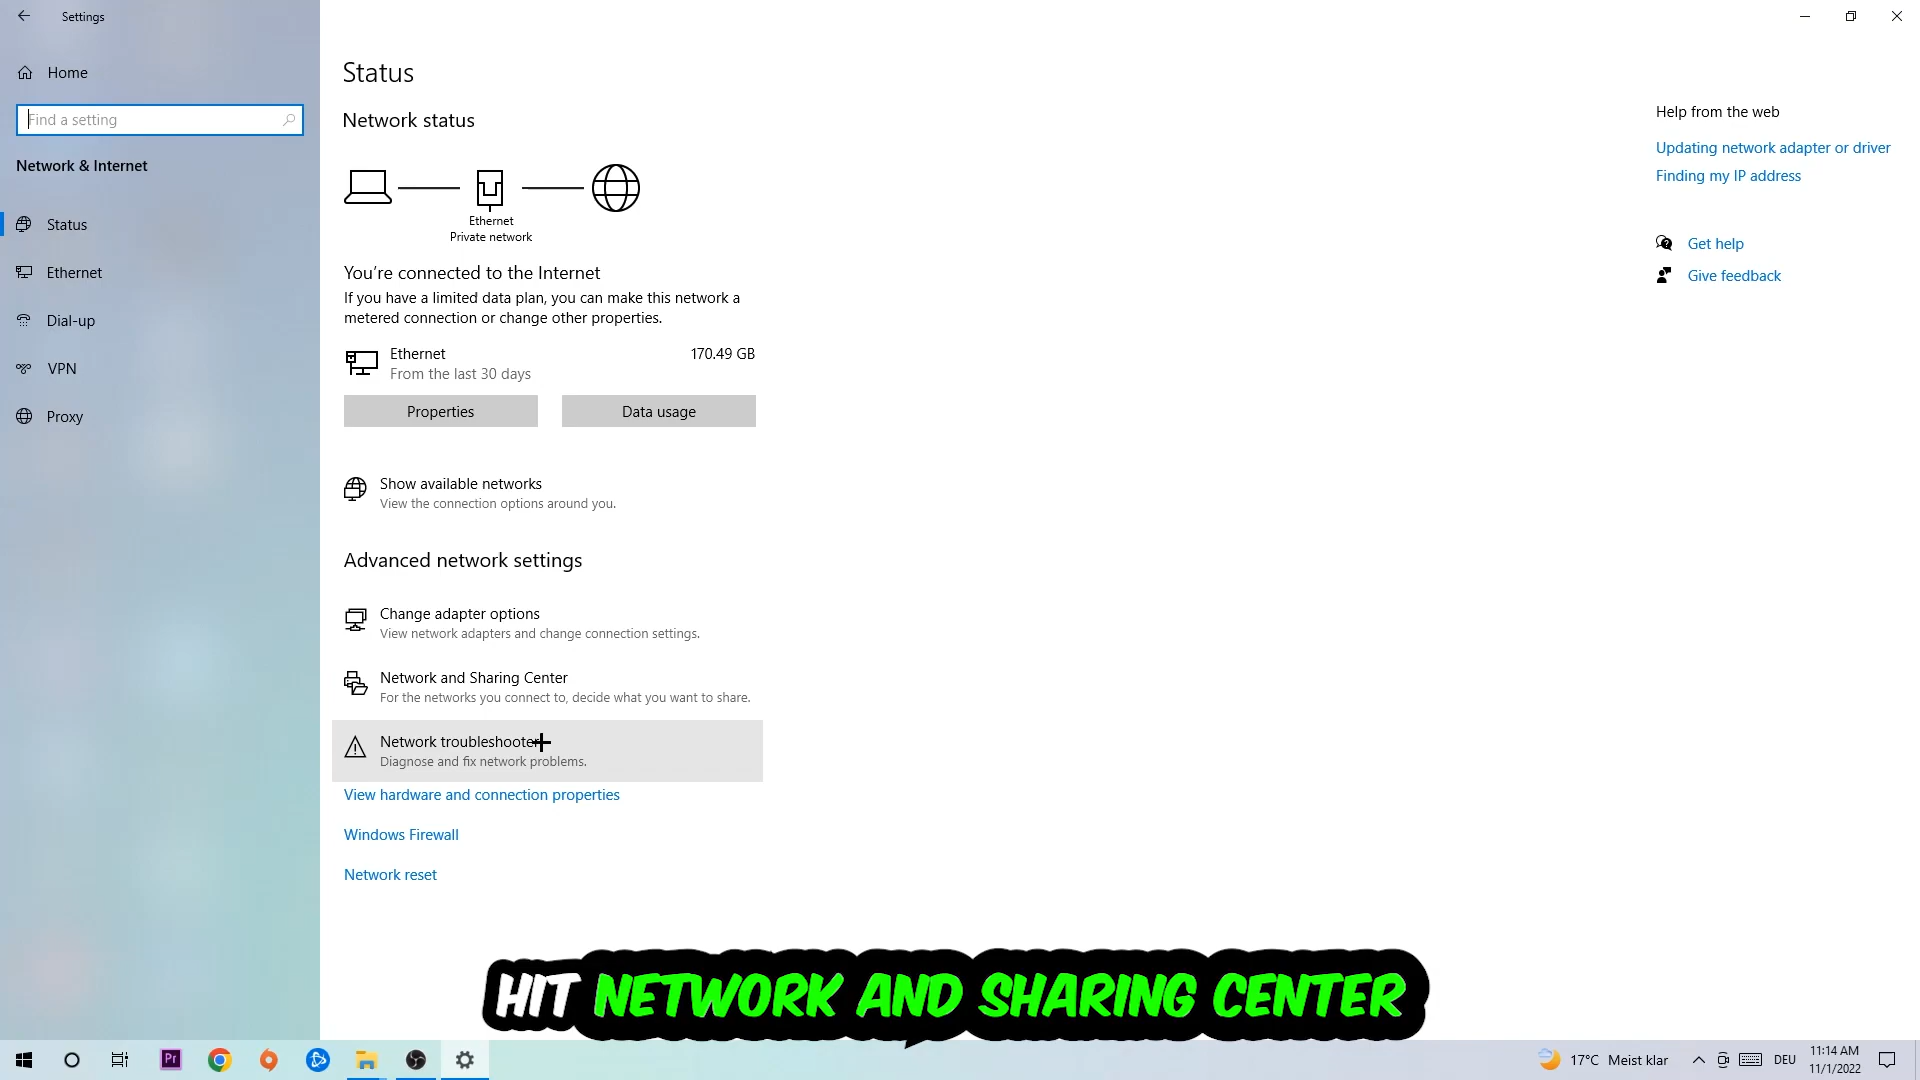 Settings
Home
Find a setting
Network & Internet
Status
Ethernet
Dial-up
VPN
Proxy
Status
Network status
Ethernet
Private network
You're connected to the Internet
If you have a limited data plan, you can make this network a
metered connection or change other properties.
Ethernet
170.49 GB
From the last 30 days
Properties
Data usage
Show available networks
View the connection options around you.
Advanced network settings
Change adapter options
View network adapters and change connection settings.
Network and Sharing Center
For the networks you connect to, decide what you want to share.
Network troubleshooter
Diagnose and fix network problems.
View hardware and connection properties
Windows Firewall
Network reset
Help from the web
Updating network adapter or driver
Finding my IP address
Get help
Give feedback
HIT NETWORK AND SHARING CENTER
Pr
17°C Meist klar
DEU
11:14 AM
11/1/2022